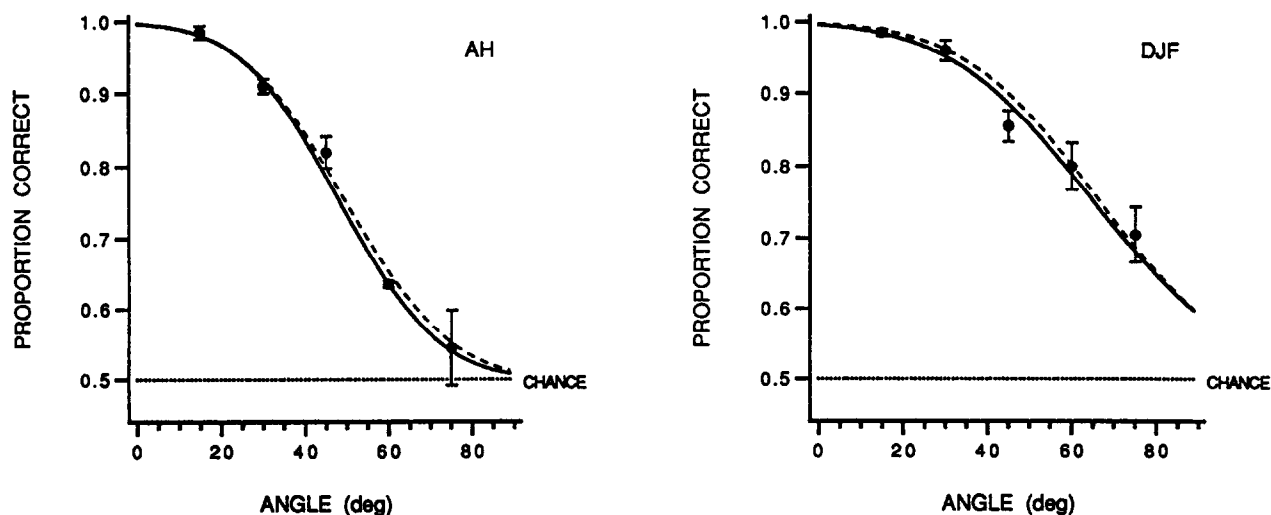 AH
PROPORTION CORRECT
1.0
0.9
0.8
0.7
0.6
0.5
CHANCE
0
20
40
60
80
ANGLE (deg)
DJF
PROPORTION CORRECT
1.0
0.9
0.8
0.7
0.6
0.5
CHANCE
0
20
40
60
80
ANGLE (deg)